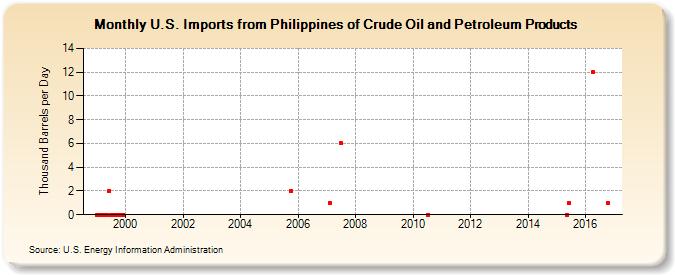 Monthly U.S. Imports from Philippines of Crude Oil and Petroleum Products
Thousand Barrels per Day
14
12
10
8
6
4
2
0
2000 2002 2004 2006 2008 2010 2012 2014 2016
Source: U.S. Energy Information Administration